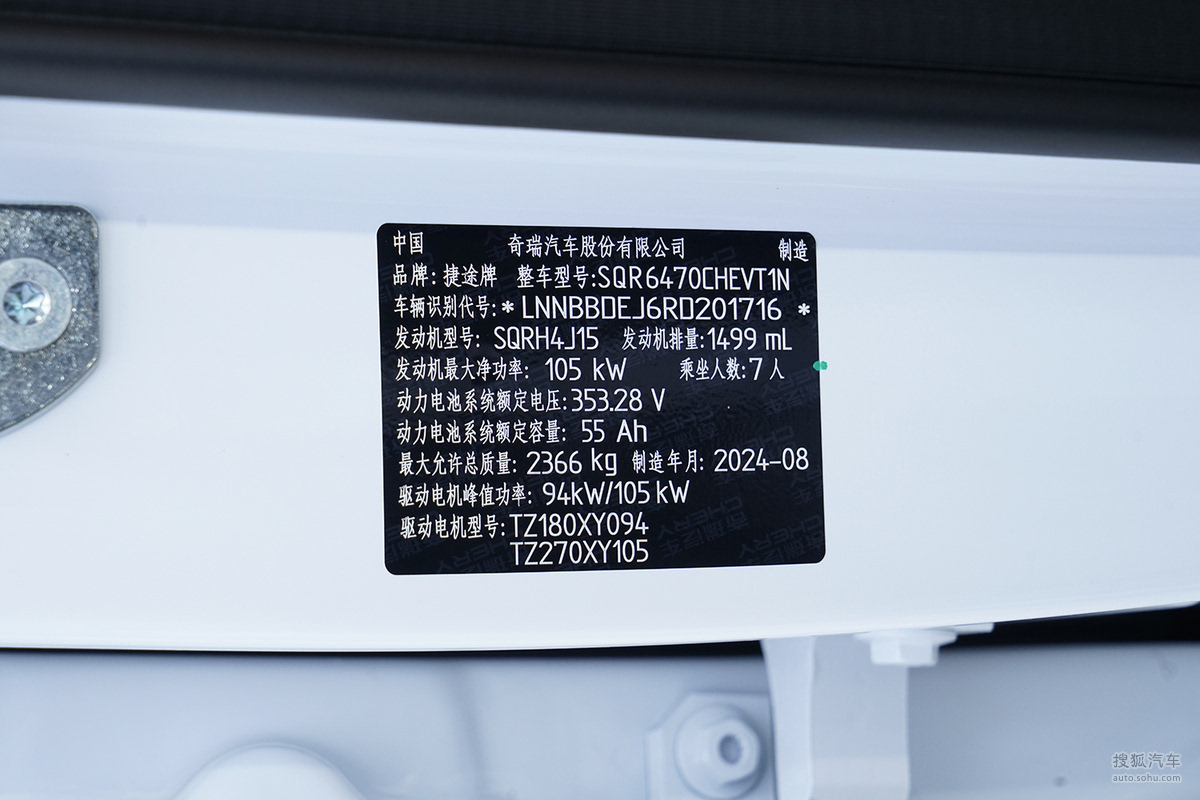 中国 奇瑞汽车股份有限公司 制造
品牌:捷途牌 整车型号:SQR6470CHEVT1N
车辆识别代号:*LNNBBDEJ6RD201716*
发动机型号: SQRH4J15 发动机排量:1499 mL
发动机最大净功率: 105 kW 乘坐人数:7 人
动力电池系统额定电压:353.28 V
动力电池系统额定容量: 55 Ah
最大允许总质量: 2366 kg 制造年月: 2024-08
驱动电机峰值功率: 94kW/105 kW
驱动电机型号:TZ180XY094
TZ270XY105
搜狐汽车
auto.sohu.com